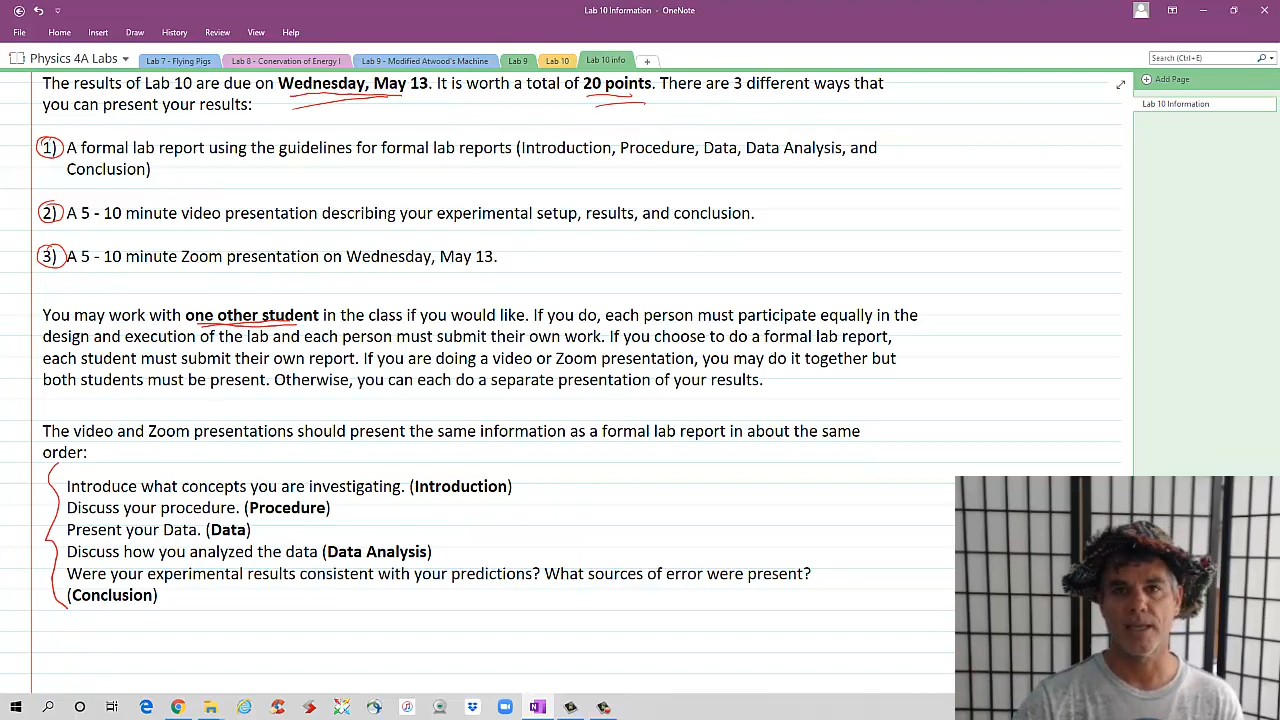 Lab 10 Information - OneNote
File Home Insert Draw History Review View Help
Physics 4A Labs Lab 7 - Flying Pigs Lab 8 - Conervation of Energy I Lab 9 - Modified Atwood's Machine Lab 9 Lab 10 Lab 10 info Search (Ctrl+E)
The results of Lab 10 are due on Wednesday, May 13. It is worth a total of 20 points. There are 3 different ways that
you can present your results:
1) A formal lab report using the guidelines for formal lab reports (Introduction, Procedure, Data, Data Analysis, and
Conclusion)
2) A 5 - 10 minute video presentation describing your experimental setup, results, and conclusion.
3) A 5 - 10 minute Zoom presentation on Wednesday, May 13.
You may work with one other student in the class if you would like. If you do, each person must participate equally in the
design and execution of the lab and each person must submit their own work. If you choose to do a formal lab report,
each student must submit their own report. If you are doing a video or Zoom presentation, you may do it together but
both students must be present. Otherwise, you can each do a separate presentation of your results.
The video and Zoom presentations should present the same information as a formal lab report in about the same
order:
Introduce what concepts you are investigating. (Introduction)
Discuss your procedure. (Procedure)
Present your Data. (Data)
Discuss how you analyzed the data (Data Analysis)
Were your experimental results consistent with your predictions? What sources of error were present?
(Conclusion)
Add Page
Lab 10 Information